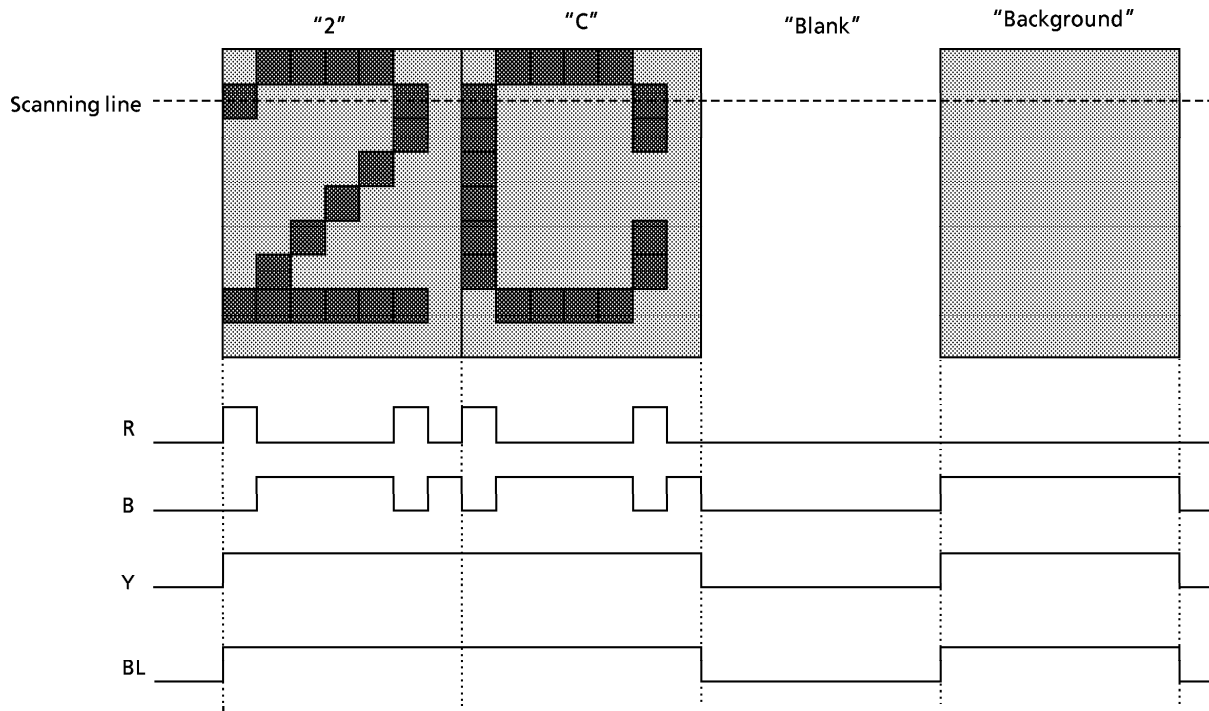 “2” “C” “Blank” “Background”
Scanning line
R
B
Y
BL